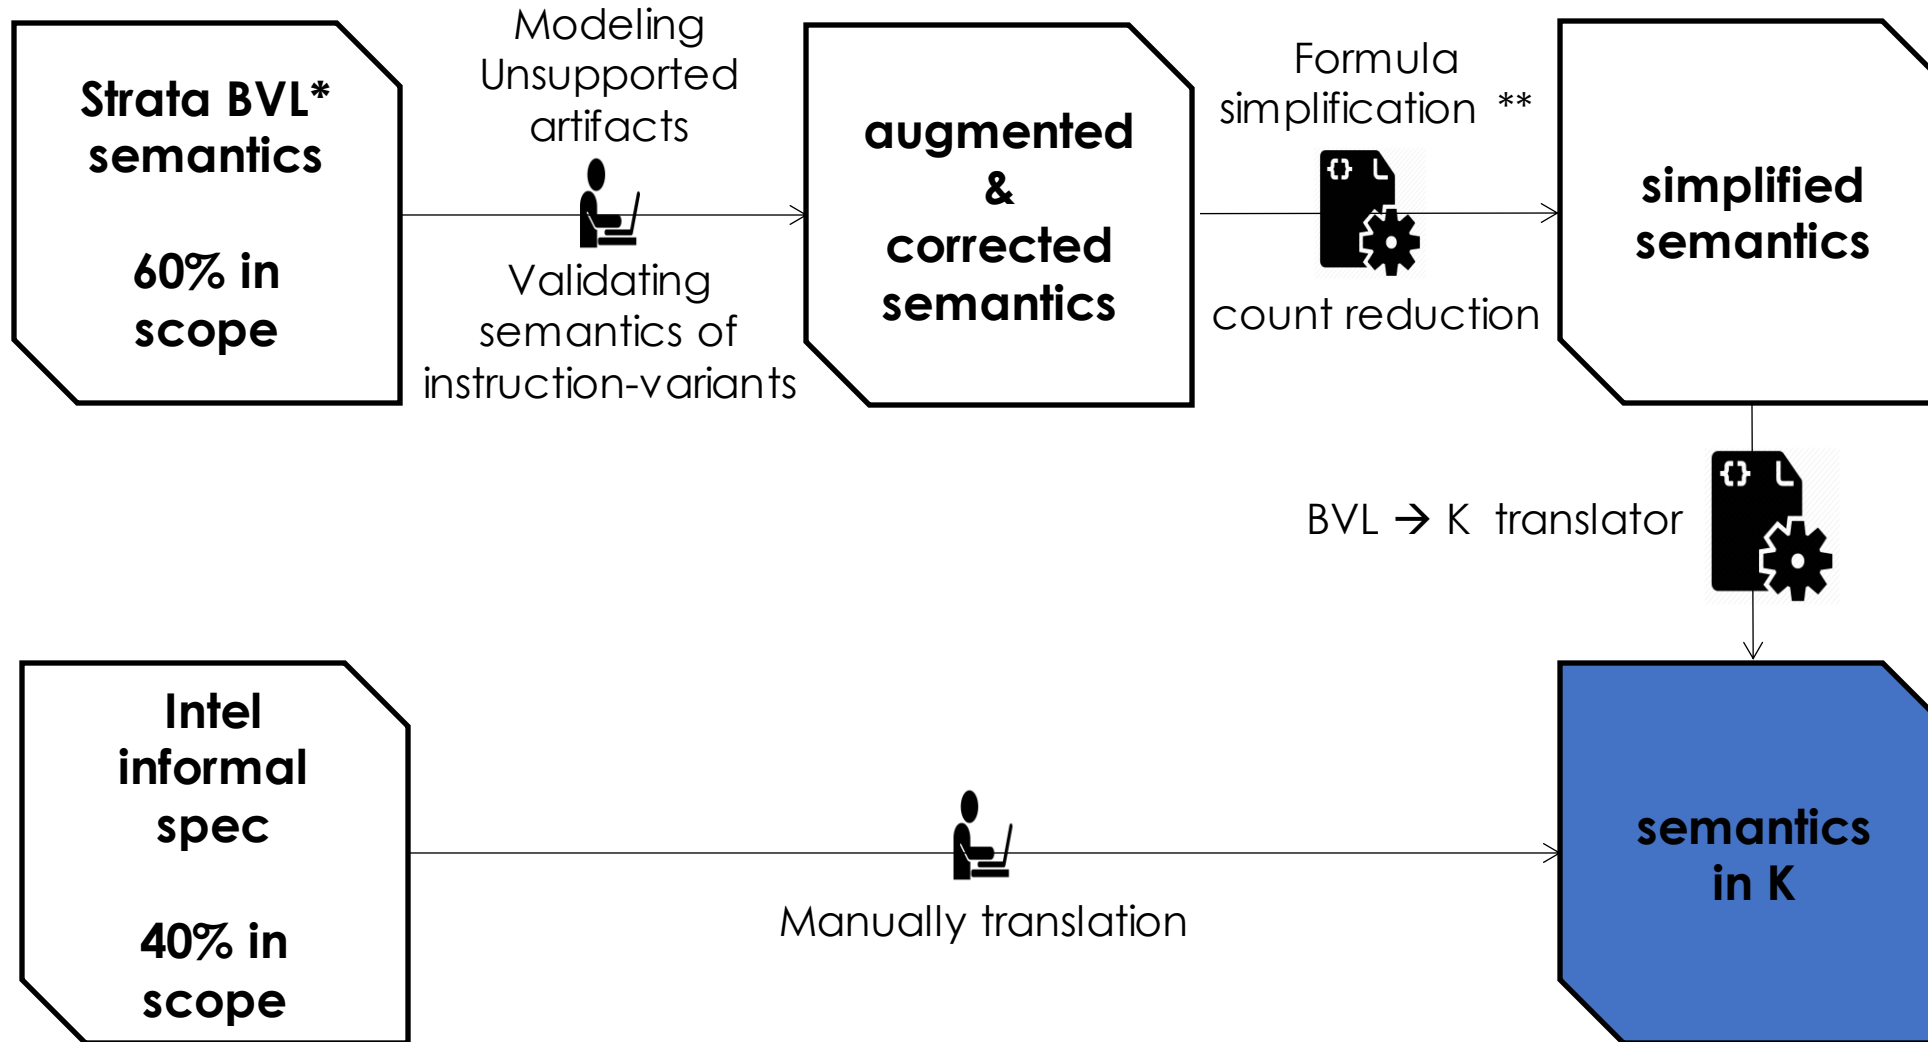 Strata BVL*
semantics
60% in
scope
Modeling
Unsupported
artifacts
Validating
semantics of
instruction-variants
augmented
&
corrected
semantics
Formula
simplification **
{} L
count reduction
simplified
semantics
BVL → K translator
{} L
Intel
informal
spec
40% in
scope
Manually translation
semantics
in K